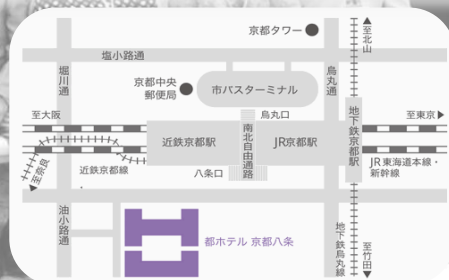 京都タワー
▲至北山
塩小路通
堀川通
京都中央
郵便局
市バスターミナル
烏丸通
至大阪
烏丸口
至東京▶
近鉄京都駅
南北自由通路
JR京都駅
地下鉄京都駅
近鉄京都線
八条口
JR東海道本線・
新幹線
至奈良
油小路通
都ホテル 京都八条
地下鉄烏丸線
至竹田▼